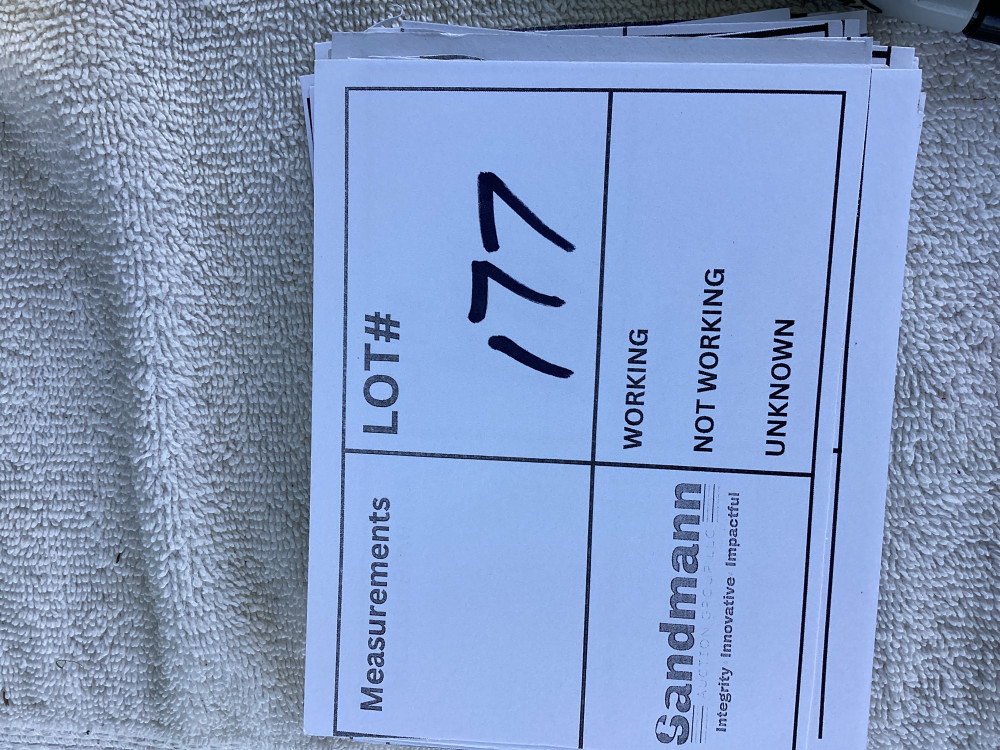 Measurements
LOT#
177
Sandmann
AUCTION GROUP LLC
Integrity Innovative Impactful
WORKING
NOT WORKING
UNKNOWN